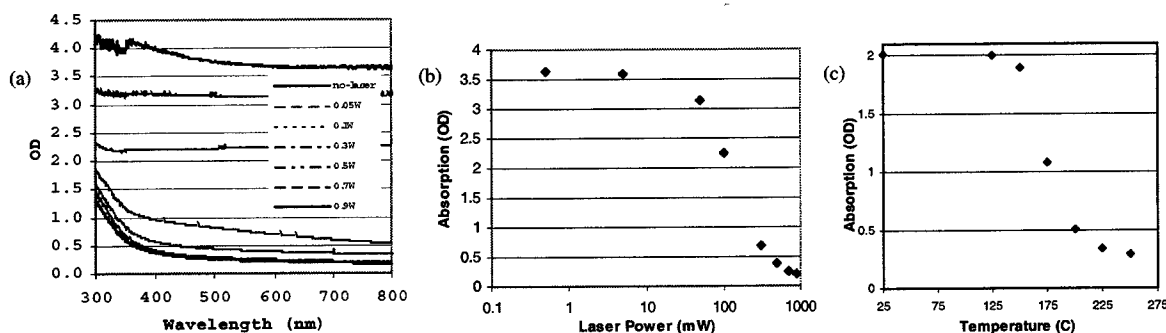 (a)
OD
4.5
4.0
3.5
3.0
2.5
2.0
1.5
1.0
0.5
0.0
300 400 500 600 700 800
Wavelength (nm)
no-laser
0.05W
0.1W
0.3W
0.5W
0.7W
0.9W
(b)
Absorption (OD)
4
3.5
3
2.5
2
1.5
1
0.5
0
0.1 1 10 100 1000
Laser Power (mW)
(c)
Absorption (OD)
2
1.5
1
0.5
0
25 75 125 175 225 275
Temperature (C)